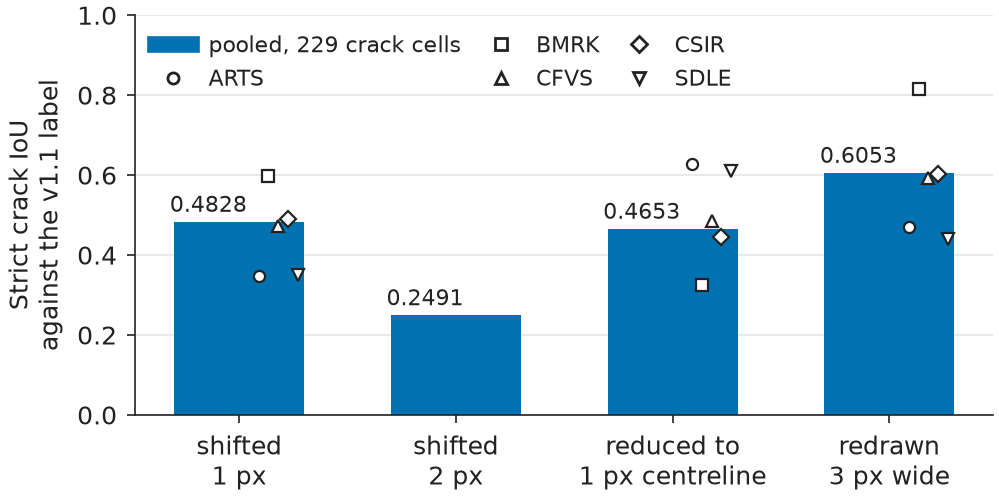 Strict crack IoU
against the v1.1 label
1.0
0.8
0.6
0.4
0.2
0.0
pooled, 229 crack cells
ARTS
BMRK
CFVS
CSIR
SDLE
0.4828
0.2491
0.4653
0.6053
shifted
1 px
shifted
2 px
reduced to
1 px centreline
redrawn
3 px wide